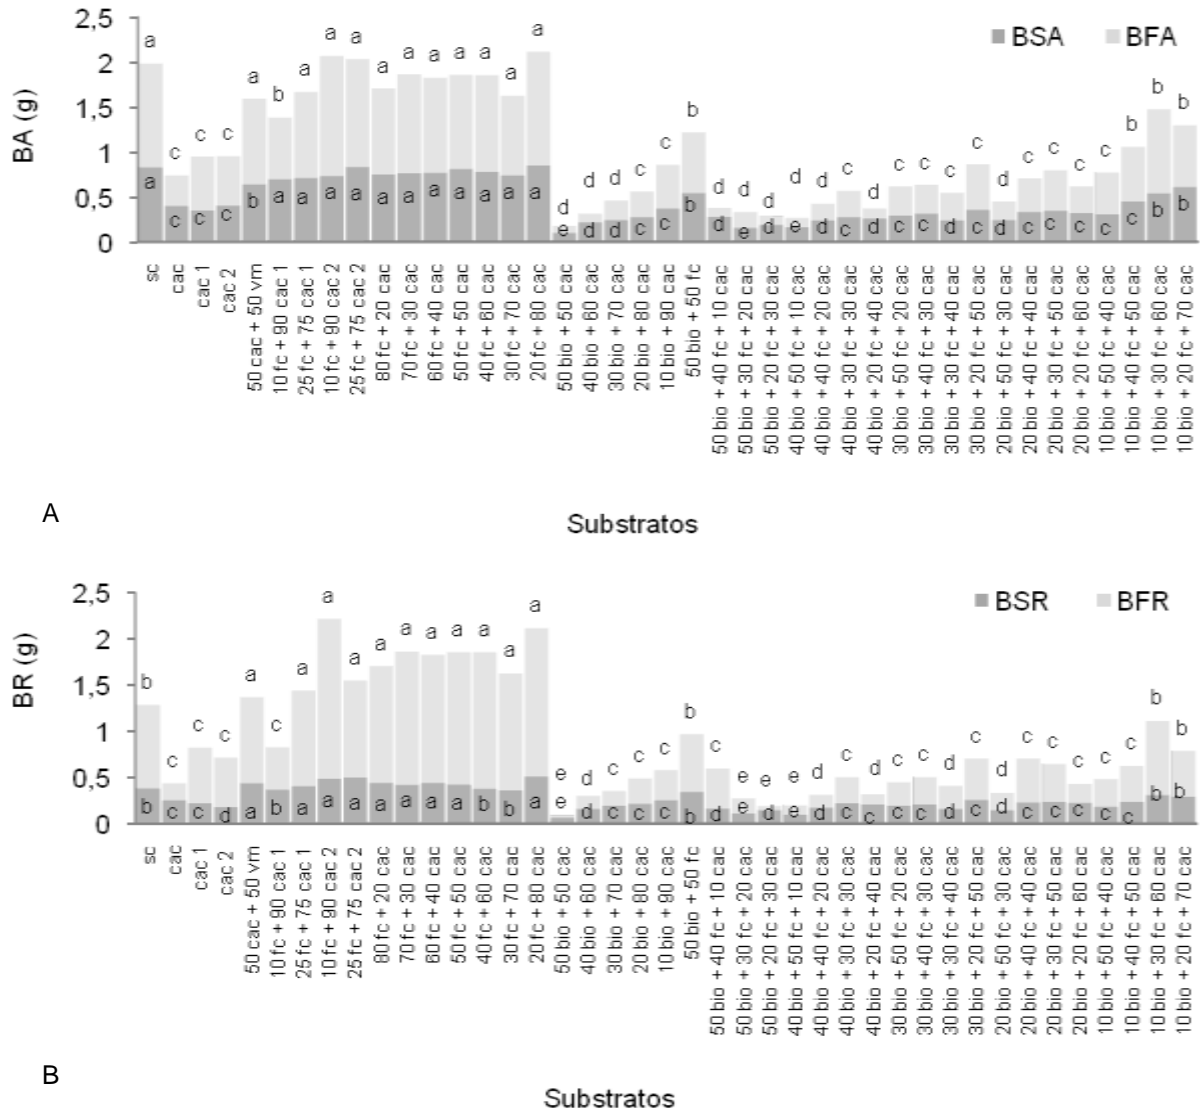 2,5
2
1,5
1
0,5
0
BA (g)
BSA BFA
a c c c a b a a a a a a a a a a d d d c c b d d d d d c d c c c c d c c c c b b b
a c c c b a a a a a a a a a a a e d d c c b d e d e d c d c c d c d c c c c c b b
sc
cac
cac 1
cac 2
50 cac + 50 vm
10 fc + 90 cac 1
25 fc + 75 cac 1
10 fc + 90 cac 2
25 fc + 75 cac 2
80 fc + 20 cac
70 fc + 30 cac
60 fc + 40 cac
50 fc + 50 cac
40 fc + 60 cac
30 fc + 70 cac
20 fc + 80 cac
50 bio + 50 cac
40 bio + 60 cac
30 bio + 70 cac
20 bio + 80 cac
10 bio + 90 cac
50 bio + 50 fc
50 bio + 40 fc + 10 cac
50 bio + 30 fc + 20 cac
50 bio + 20 fc + 30 cac
40 bio + 50 fc + 10 cac
40 bio + 40 fc + 20 cac
40 bio + 30 fc + 30 cac
40 bio + 20 fc + 40 cac
30 bio + 50 fc + 20 cac
30 bio + 40 fc + 30 cac
30 bio + 30 fc + 40 cac
30 bio + 20 fc + 50 cac
20 bio + 50 fc + 30 cac
20 bio + 40 fc + 40 cac
20 bio + 30 fc + 50 cac
20 bio + 20 fc + 60 cac
10 bio + 50 fc + 40 cac
10 bio + 40 fc + 50 cac
10 bio + 30 fc + 60 cac
10 bio + 20 fc + 70 cac
A
Substratos
2,5
2
1,5
1
0,5
0
BR (g)
BSR BFR
b c c c a c a a a a a a a a a a e d c c c b c e e e d c d c c d c d c c c c c b b
b c c d a b a a a a a a a b b a e d c c c b d e d e d c c c c d c d c c c c c b b
sc
cac
cac 1
cac 2
50 cac + 50 vm
10 fc + 90 cac 1
25 fc + 75 cac 1
10 fc + 90 cac 2
25 fc + 75 cac 2
80 fc + 20 cac
70 fc + 30 cac
60 fc + 40 cac
50 fc + 50 cac
40 fc + 60 cac
30 fc + 70 cac
20 fc + 80 cac
50 bio + 50 cac
40 bio + 60 cac
30 bio + 70 cac
20 bio + 80 cac
10 bio + 90 cac
50 bio + 50 fc
50 bio + 40 fc + 10 cac
50 bio + 30 fc + 20 cac
50 bio + 20 fc + 30 cac
40 bio + 50 fc + 10 cac
40 bio + 40 fc + 20 cac
40 bio + 30 fc + 30 cac
40 bio + 20 fc + 40 cac
30 bio + 50 fc + 20 cac
30 bio + 40 fc + 30 cac
30 bio + 30 fc + 40 cac
30 bio + 20 fc + 50 cac
20 bio + 50 fc + 30 cac
20 bio + 40 fc + 40 cac
20 bio + 30 fc + 50 cac
20 bio + 20 fc + 60 cac
10 bio + 50 fc + 40 cac
10 bio + 40 fc + 50 cac
10 bio + 30 fc + 60 cac
10 bio + 20 fc + 70 cac
B
Substratos